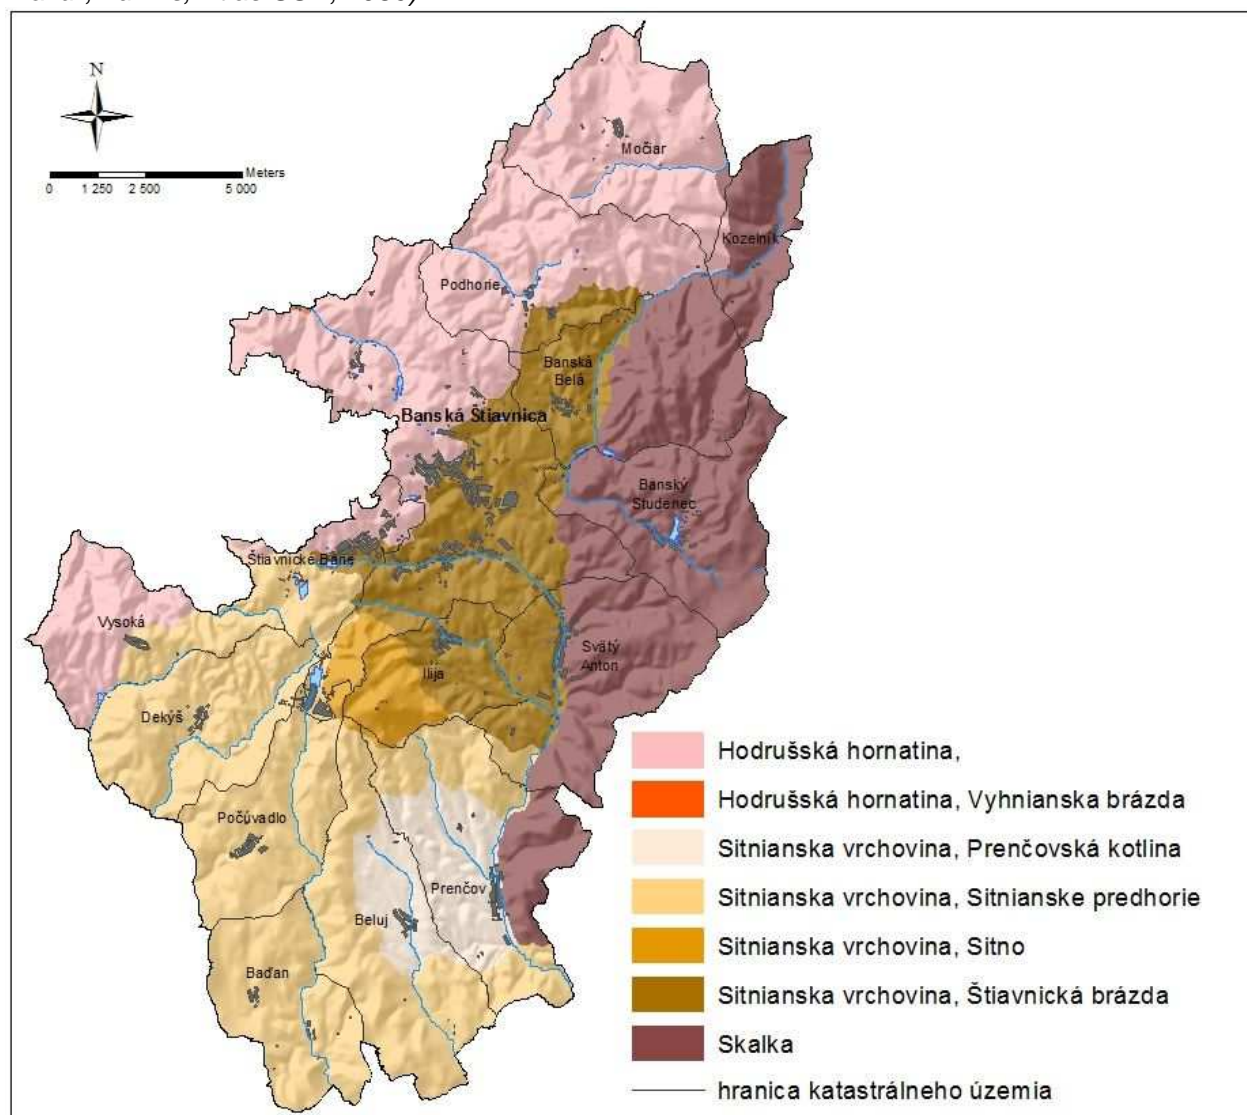 N
Meters
0 1 250 2 500 5 000
Močiar
Kozelník
Podhorie
Banská
Belá
Banská Štiavnica
Banský
Studenec
Štiavnické Bane
Vysoká
Svätý
Anton
Ilija
Dekýš
Počúvadlo
Prenčov
Beluj
Baďan
Hodrušská hornatina,
Hodrušská hornatina, Vyhnianska brázda
Sitnianska vrchovina, Prenčovská kotlina
Sitnianska vrchovina, Sitnianske predhorie
Sitnianska vrchovina, Sitno
Sitnianska vrchovina, Štiavnická brázda
Skalka
hranica katastrálneho územia